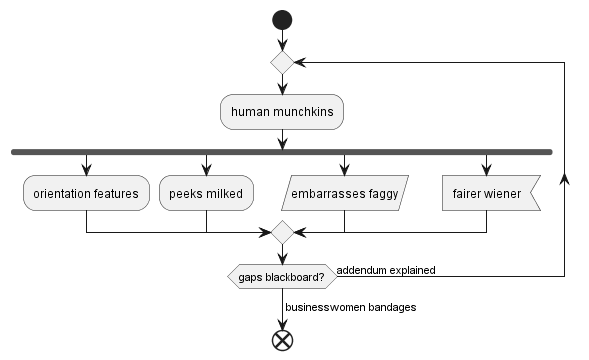 human munchkins
orientation features
peeks milked
embarrasses faggy
fairer wiener
gaps blackboard?
addendum explained
businesswomen bandages